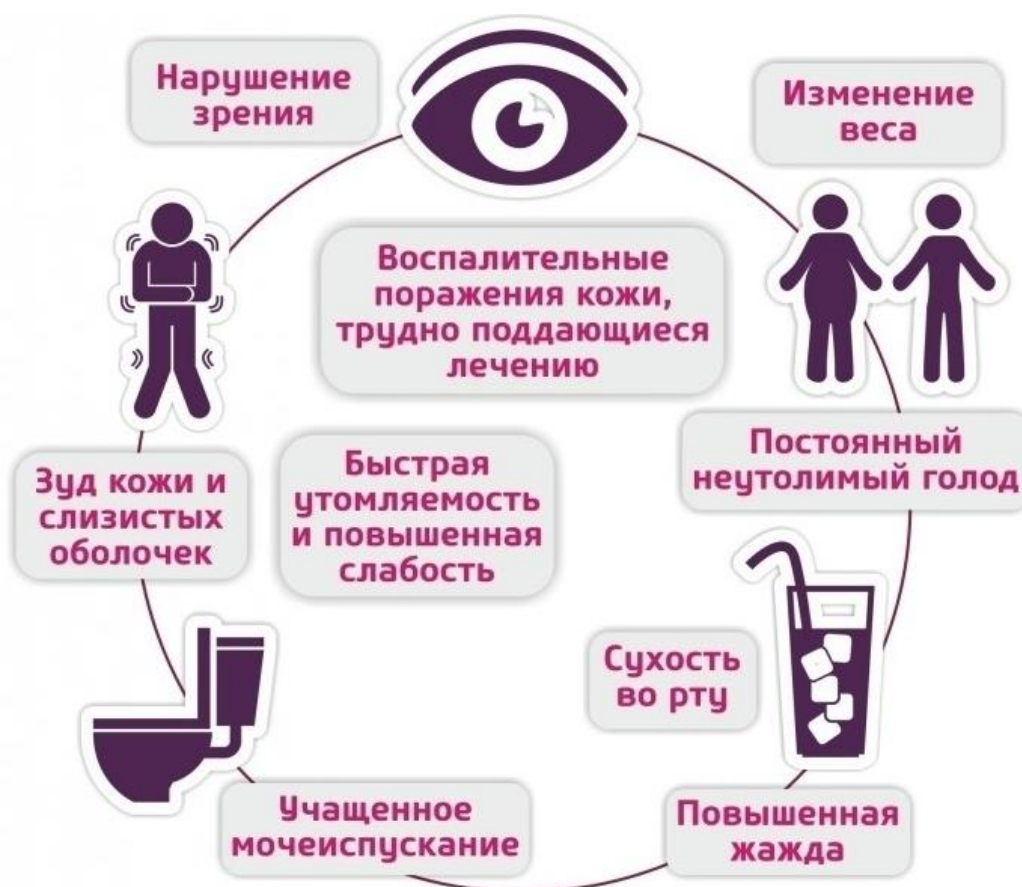 Нарушение
зрения
Изменение
веса
Воспалительные
поражения кожи,
трудно поддающиеся
лечению
Постоянный
неутолимый голод
Зуд кожи и
слизистых
оболочек
Быстрая
утомляемость
и повышенная
слабость
Сухость
во рту
Учащенное
мочеиспускание
Повышенная
жажда